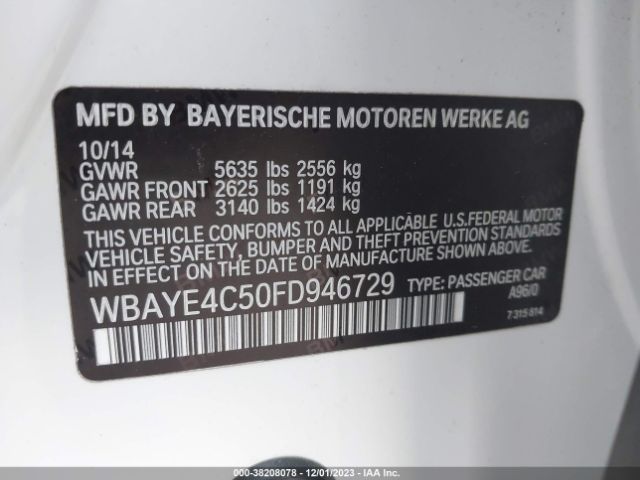 MFD BY BAYERISCHE MOTOREN WERKE AG
10/14
GVWR 5635 lbs 2556 kg
GAWR FRONT 2625 lbs 1191 kg
GAWR REAR 3140 lbs 1424 kg
THIS VEHICLE CONFORMS TO ALL APPLICABLE U.S.FEDERAL MOTOR
VEHICLE SAFETY, BUMPER AND THEFT PREVENTION STANDARDS
IN EFFECT ON THE DATE OF MANUFACTURE SHOWN ABOVE.
WBAYE4C50FD946729 TYPE: PASSENGER CAR
A96/0
7 315 814
000-38208078 - 12/01/2023 - IAA Inc.